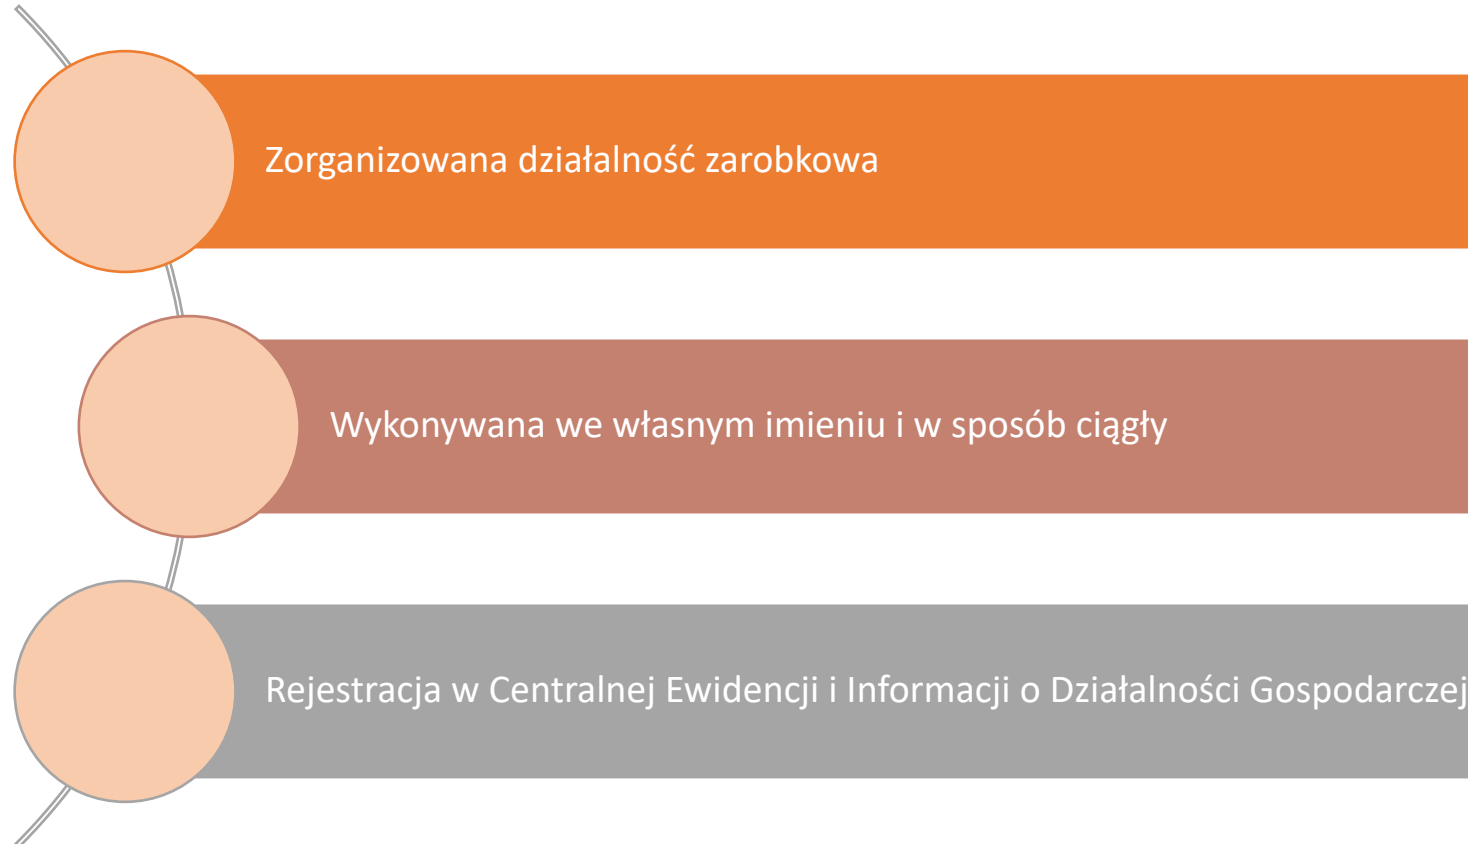 Zorganizowana działalność zarobkowa
Wykonywana we własnym imieniu i w sposób ciągły
Rejestracja w Centralnej Ewidencji i Informacji o Działalności Gospodarczej